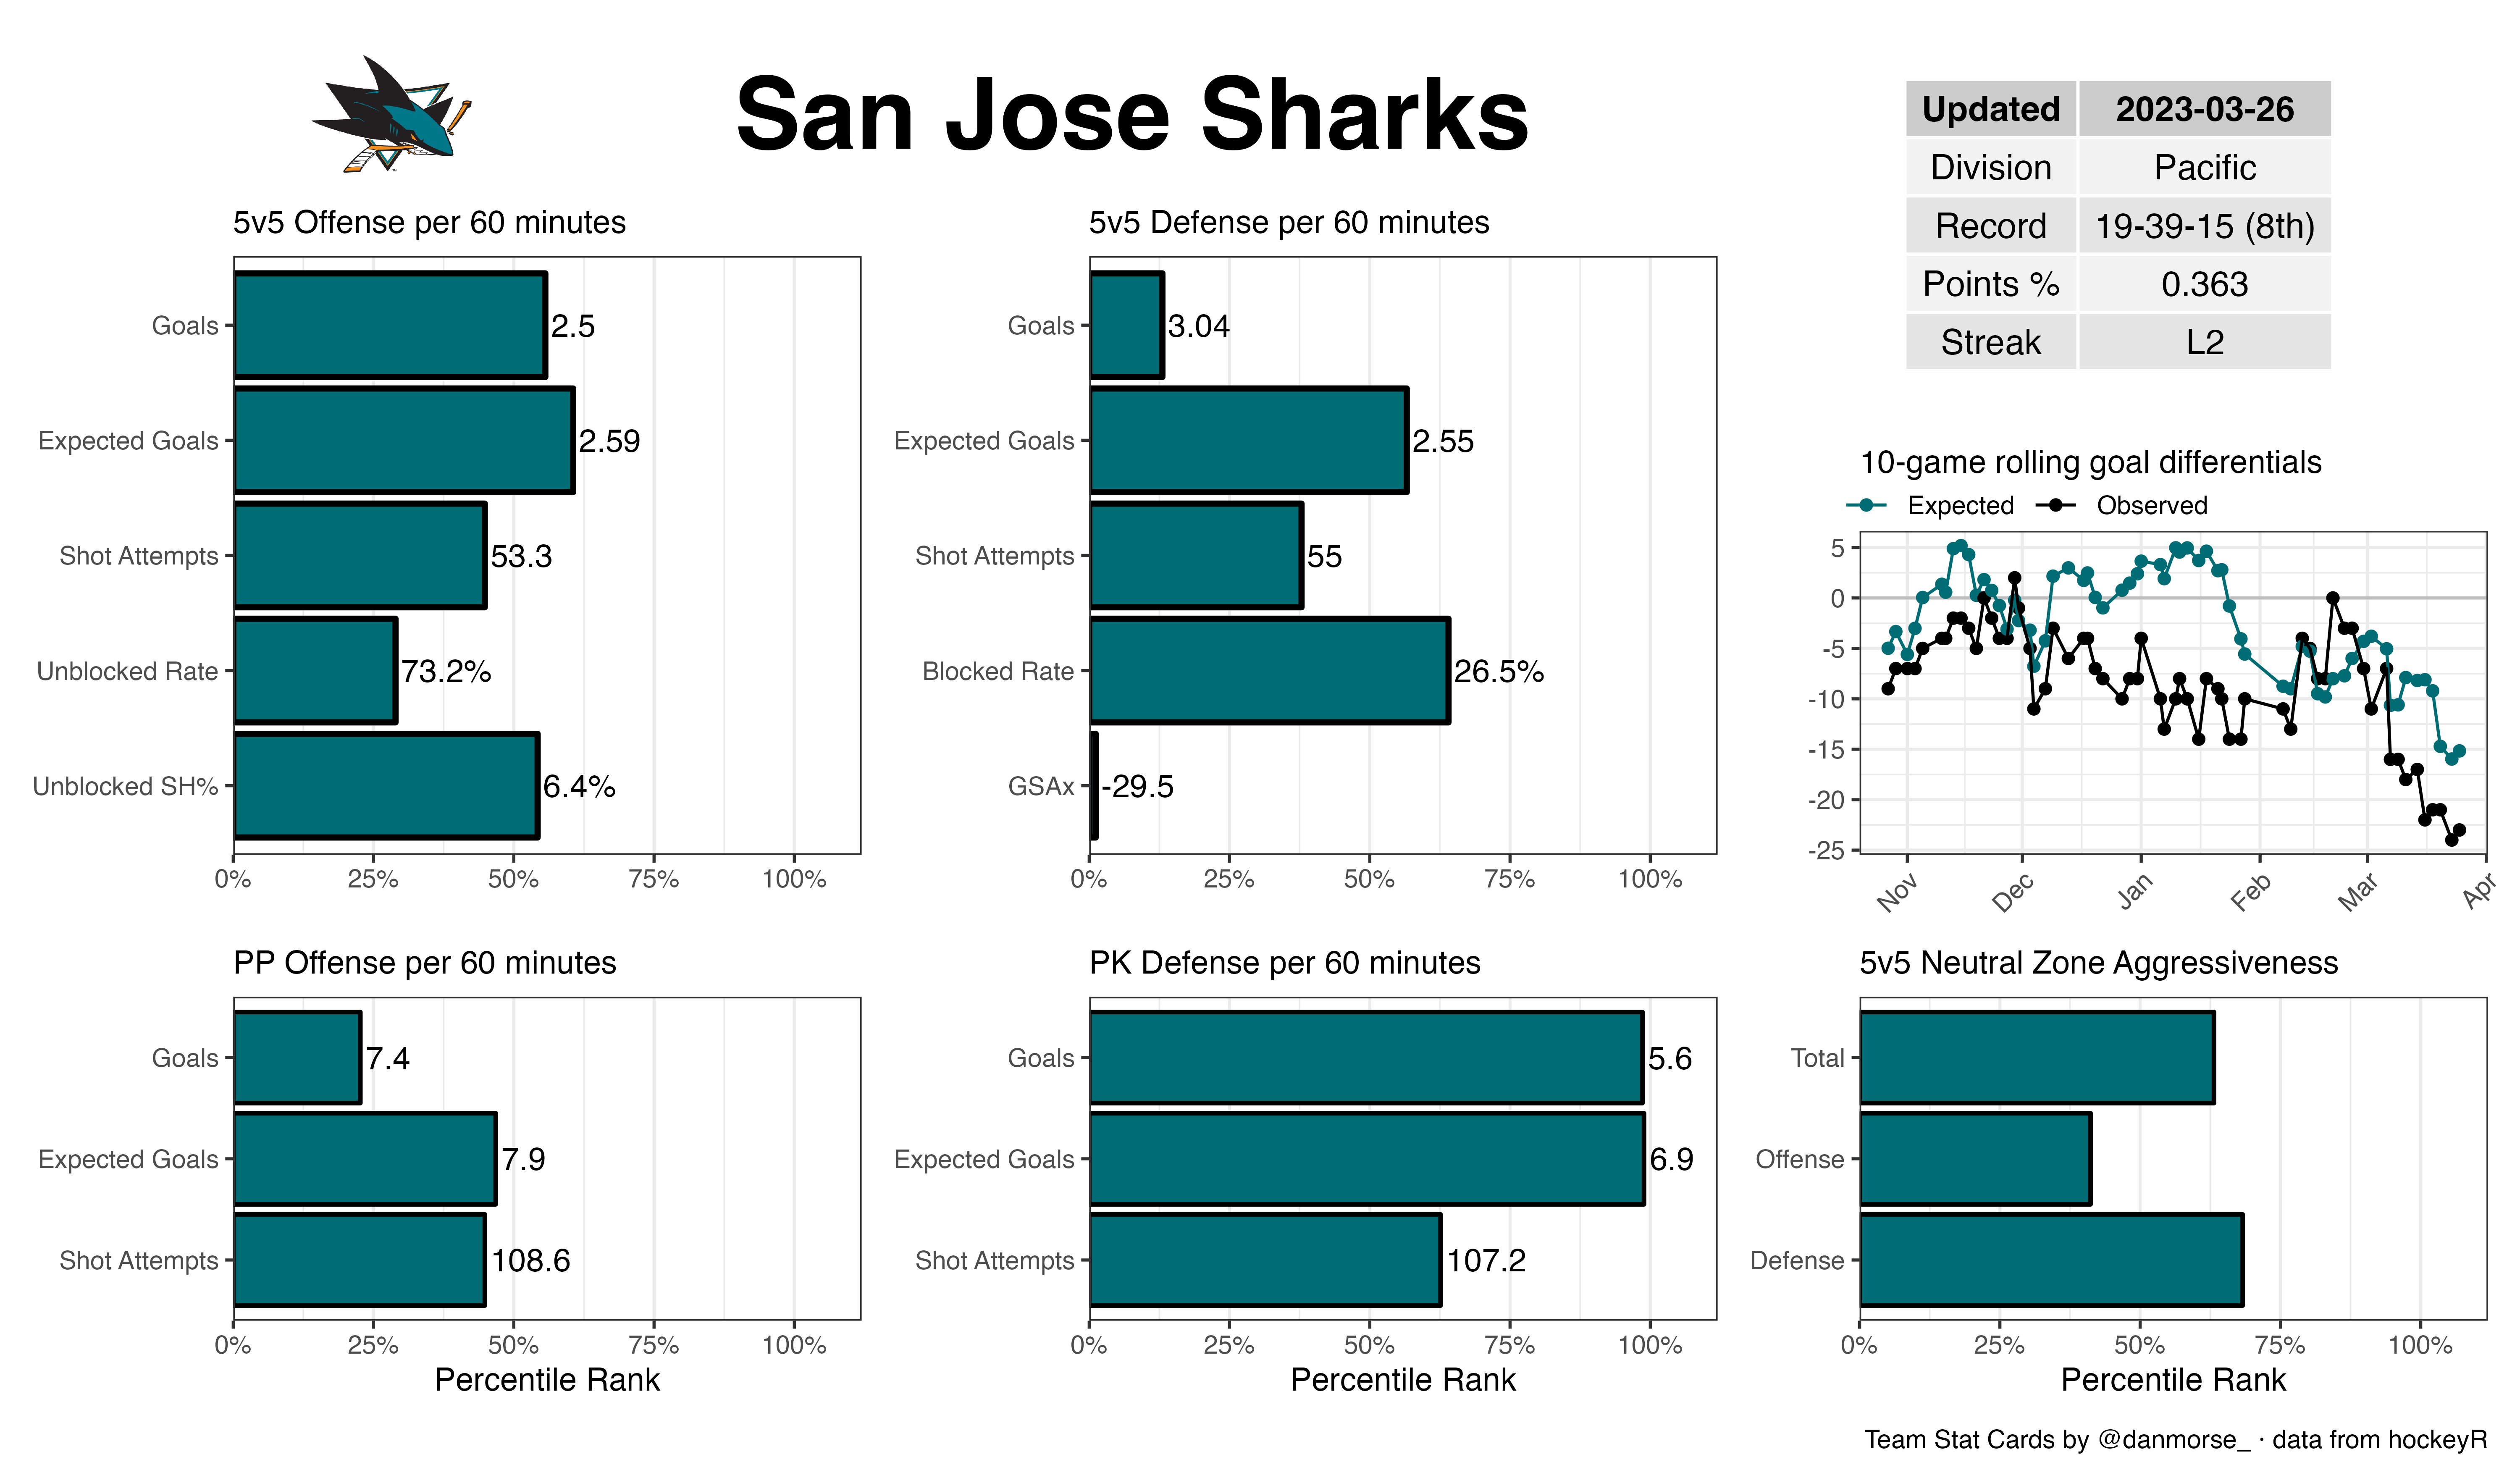 San Jose Sharks
Updated 2023-03-26
Division Pacific
Record 19-39-15 (8th)
Points % 0.363
Streak L2
5v5 Offense per 60 minutes
Goals 2.5
Expected Goals 2.59
Shot Attempts 53.3
Unblocked Rate 73.2%
Unblocked SH% 6.4%
0% 25% 50% 75% 100%
5v5 Defense per 60 minutes
Goals 3.04
Expected Goals 2.55
Shot Attempts 55
Blocked Rate 26.5%
GSAx -29.5
0% 25% 50% 75% 100%
10-game rolling goal differentials
Expected Observed
5
0
-5
-10
-15
-20
-25
Nov Dec Jan Feb Mar Apr
PP Offense per 60 minutes
Goals 7.4
Expected Goals 7.9
Shot Attempts 108.6
0% 25% 50% 75% 100%
Percentile Rank
PK Defense per 60 minutes
Goals 5.6
Expected Goals 6.9
Shot Attempts 107.2
0% 25% 50% 75% 100%
Percentile Rank
5v5 Neutral Zone Aggressiveness
Total
Offense
Defense
0% 25% 50% 75% 100%
Percentile Rank
Team Stat Cards by @danmorse_ · data from hockeyR